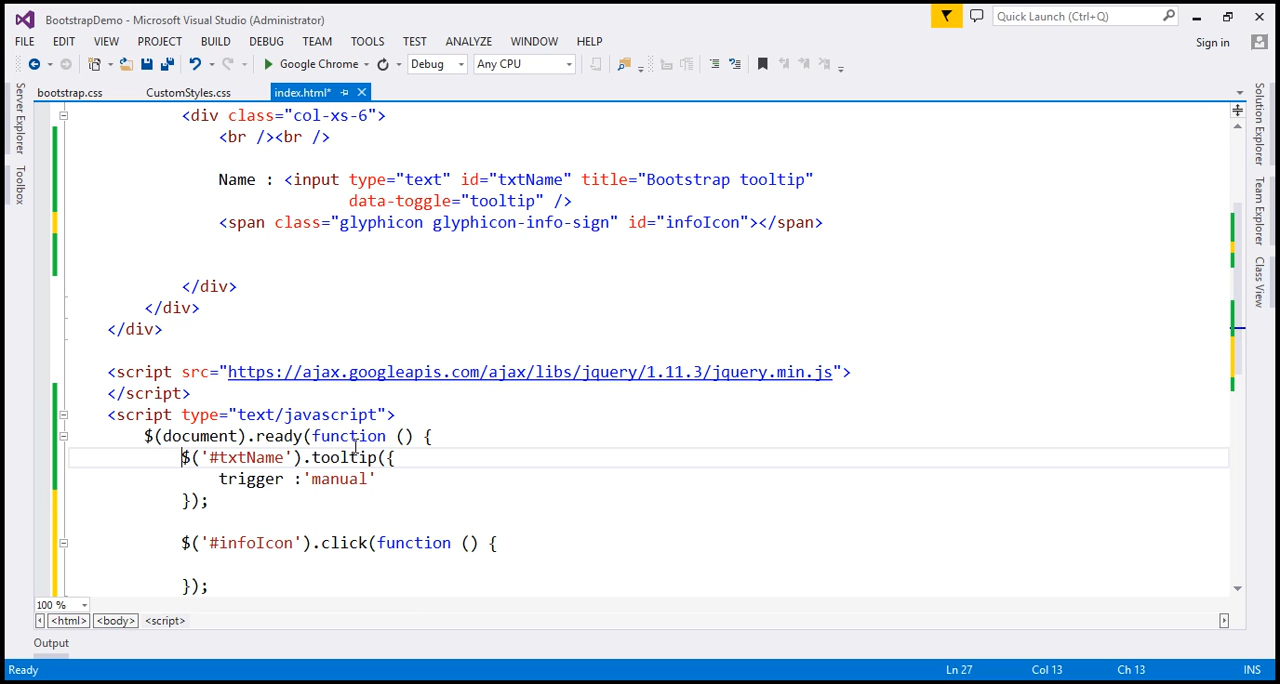 BootstrapDemo - Microsoft Visual Studio (Administrator)
Quick Launch (Ctrl+Q)
FILE EDIT VIEW PROJECT BUILD DEBUG TEAM TOOLS TEST ANALYZE WINDOW HELP
Sign in
Google Chrome Debug Any CPU
bootstrap.css CustomStyles.css index.html*
Server Explorer
Toolbox
Solution Explorer
Team Explorer
Class View
<div class="col-xs-6">
<br /><br />
Name : <input type="text" id="txtName" title="Bootstrap tooltip"
data-toggle="tooltip" />
<span class="glyphicon glyphicon-info-sign" id="infoIcon"></span>
</div>
</div>
</div>
<script src="https://ajax.googleapis.com/ajax/libs/jquery/1.11.3/jquery.min.js">
</script>
<script type="text/javascript">
$(document).ready(function () {
$('#txtName').tooltip({
trigger :'manual'
});
$('#infoIcon').click(function () {
});
100 %
<html> <body> <script>
Output
Ready Ln 27 Col 13 Ch 13 INS